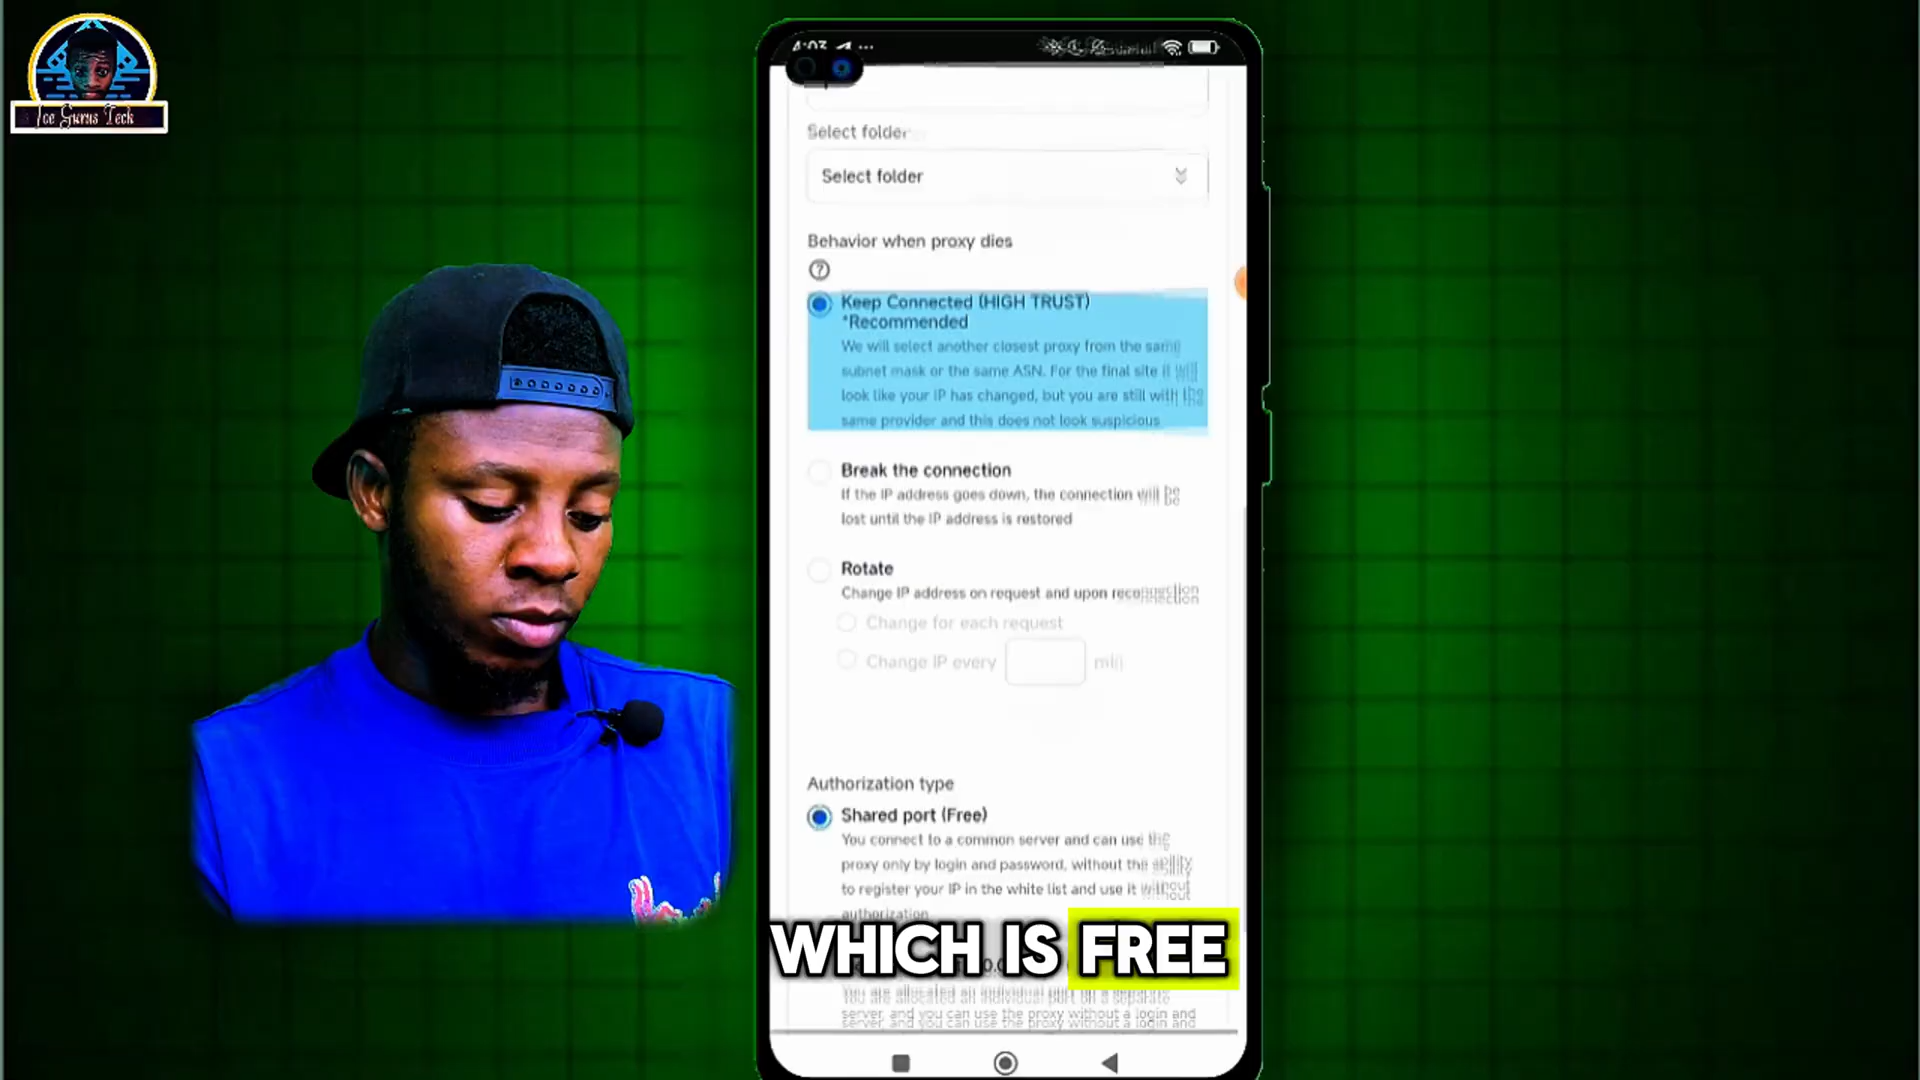 Ice Gurus Teck
4:03
Select folder
Select folder
Behavior when proxy dies
?
Keep Connected (HIGH TRUST)
*Recommended
We will select another closest proxy from the same
subnet mask or the same ASN. For the final site it will
look like your IP has changed, but you are still with the
same provider and this does not look suspicious
Break the connection
If the IP address goes down, the connection will be
lost until the IP address is restored
Rotate
Change IP address on request and upon reconnection
Change for each request
Change IP every min
Authorization type
Shared port (Free)
You connect to a common server and can use the
proxy only by login and password, without the ability
to register your IP in the white list and use it without
authorization
WHICH IS FREE
You are allocated an individual port on a separate
server, and you can use the proxy without a login and